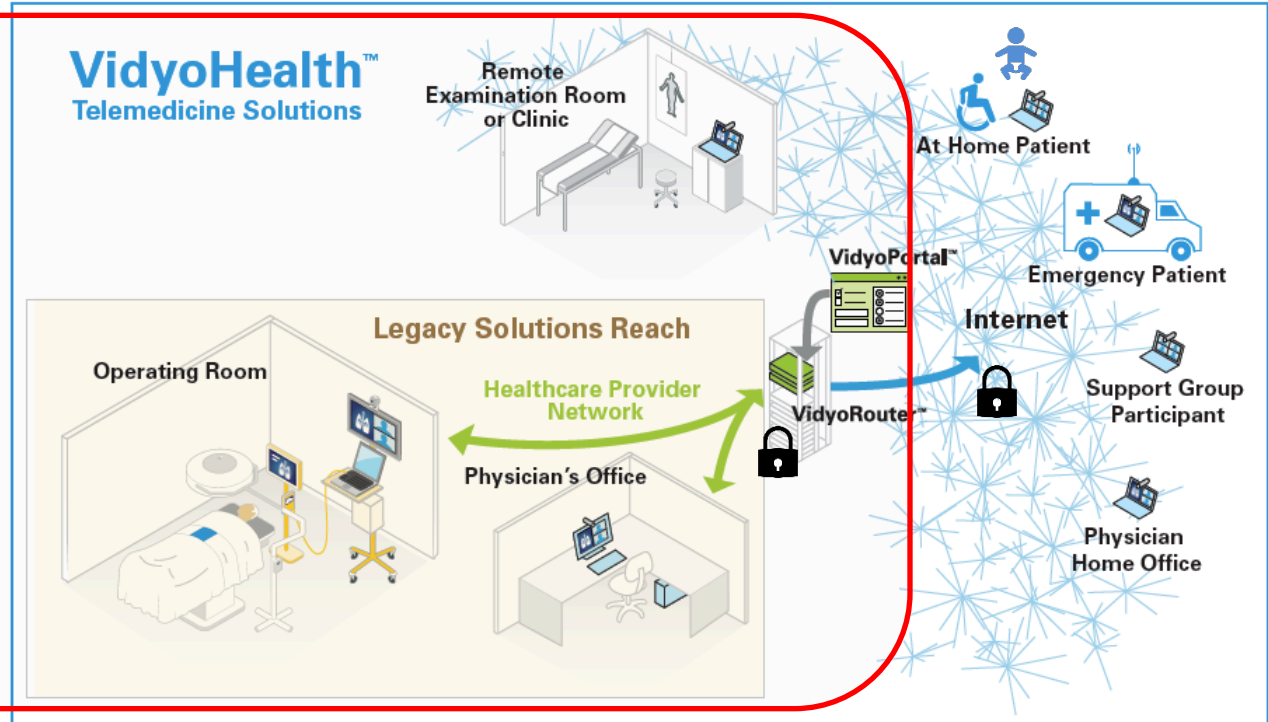 VidyoHealth™
Telemedicine Solutions
Remote
Examination Room
or Clinic
At Home Patient
Emergency Patient
VidyoPortal™
Internet
Legacy Solutions Reach
Operating Room
Healthcare Provider
Network
VidyoRouter™
Support Group
Participant
Physician's Office
Physician
Home Office